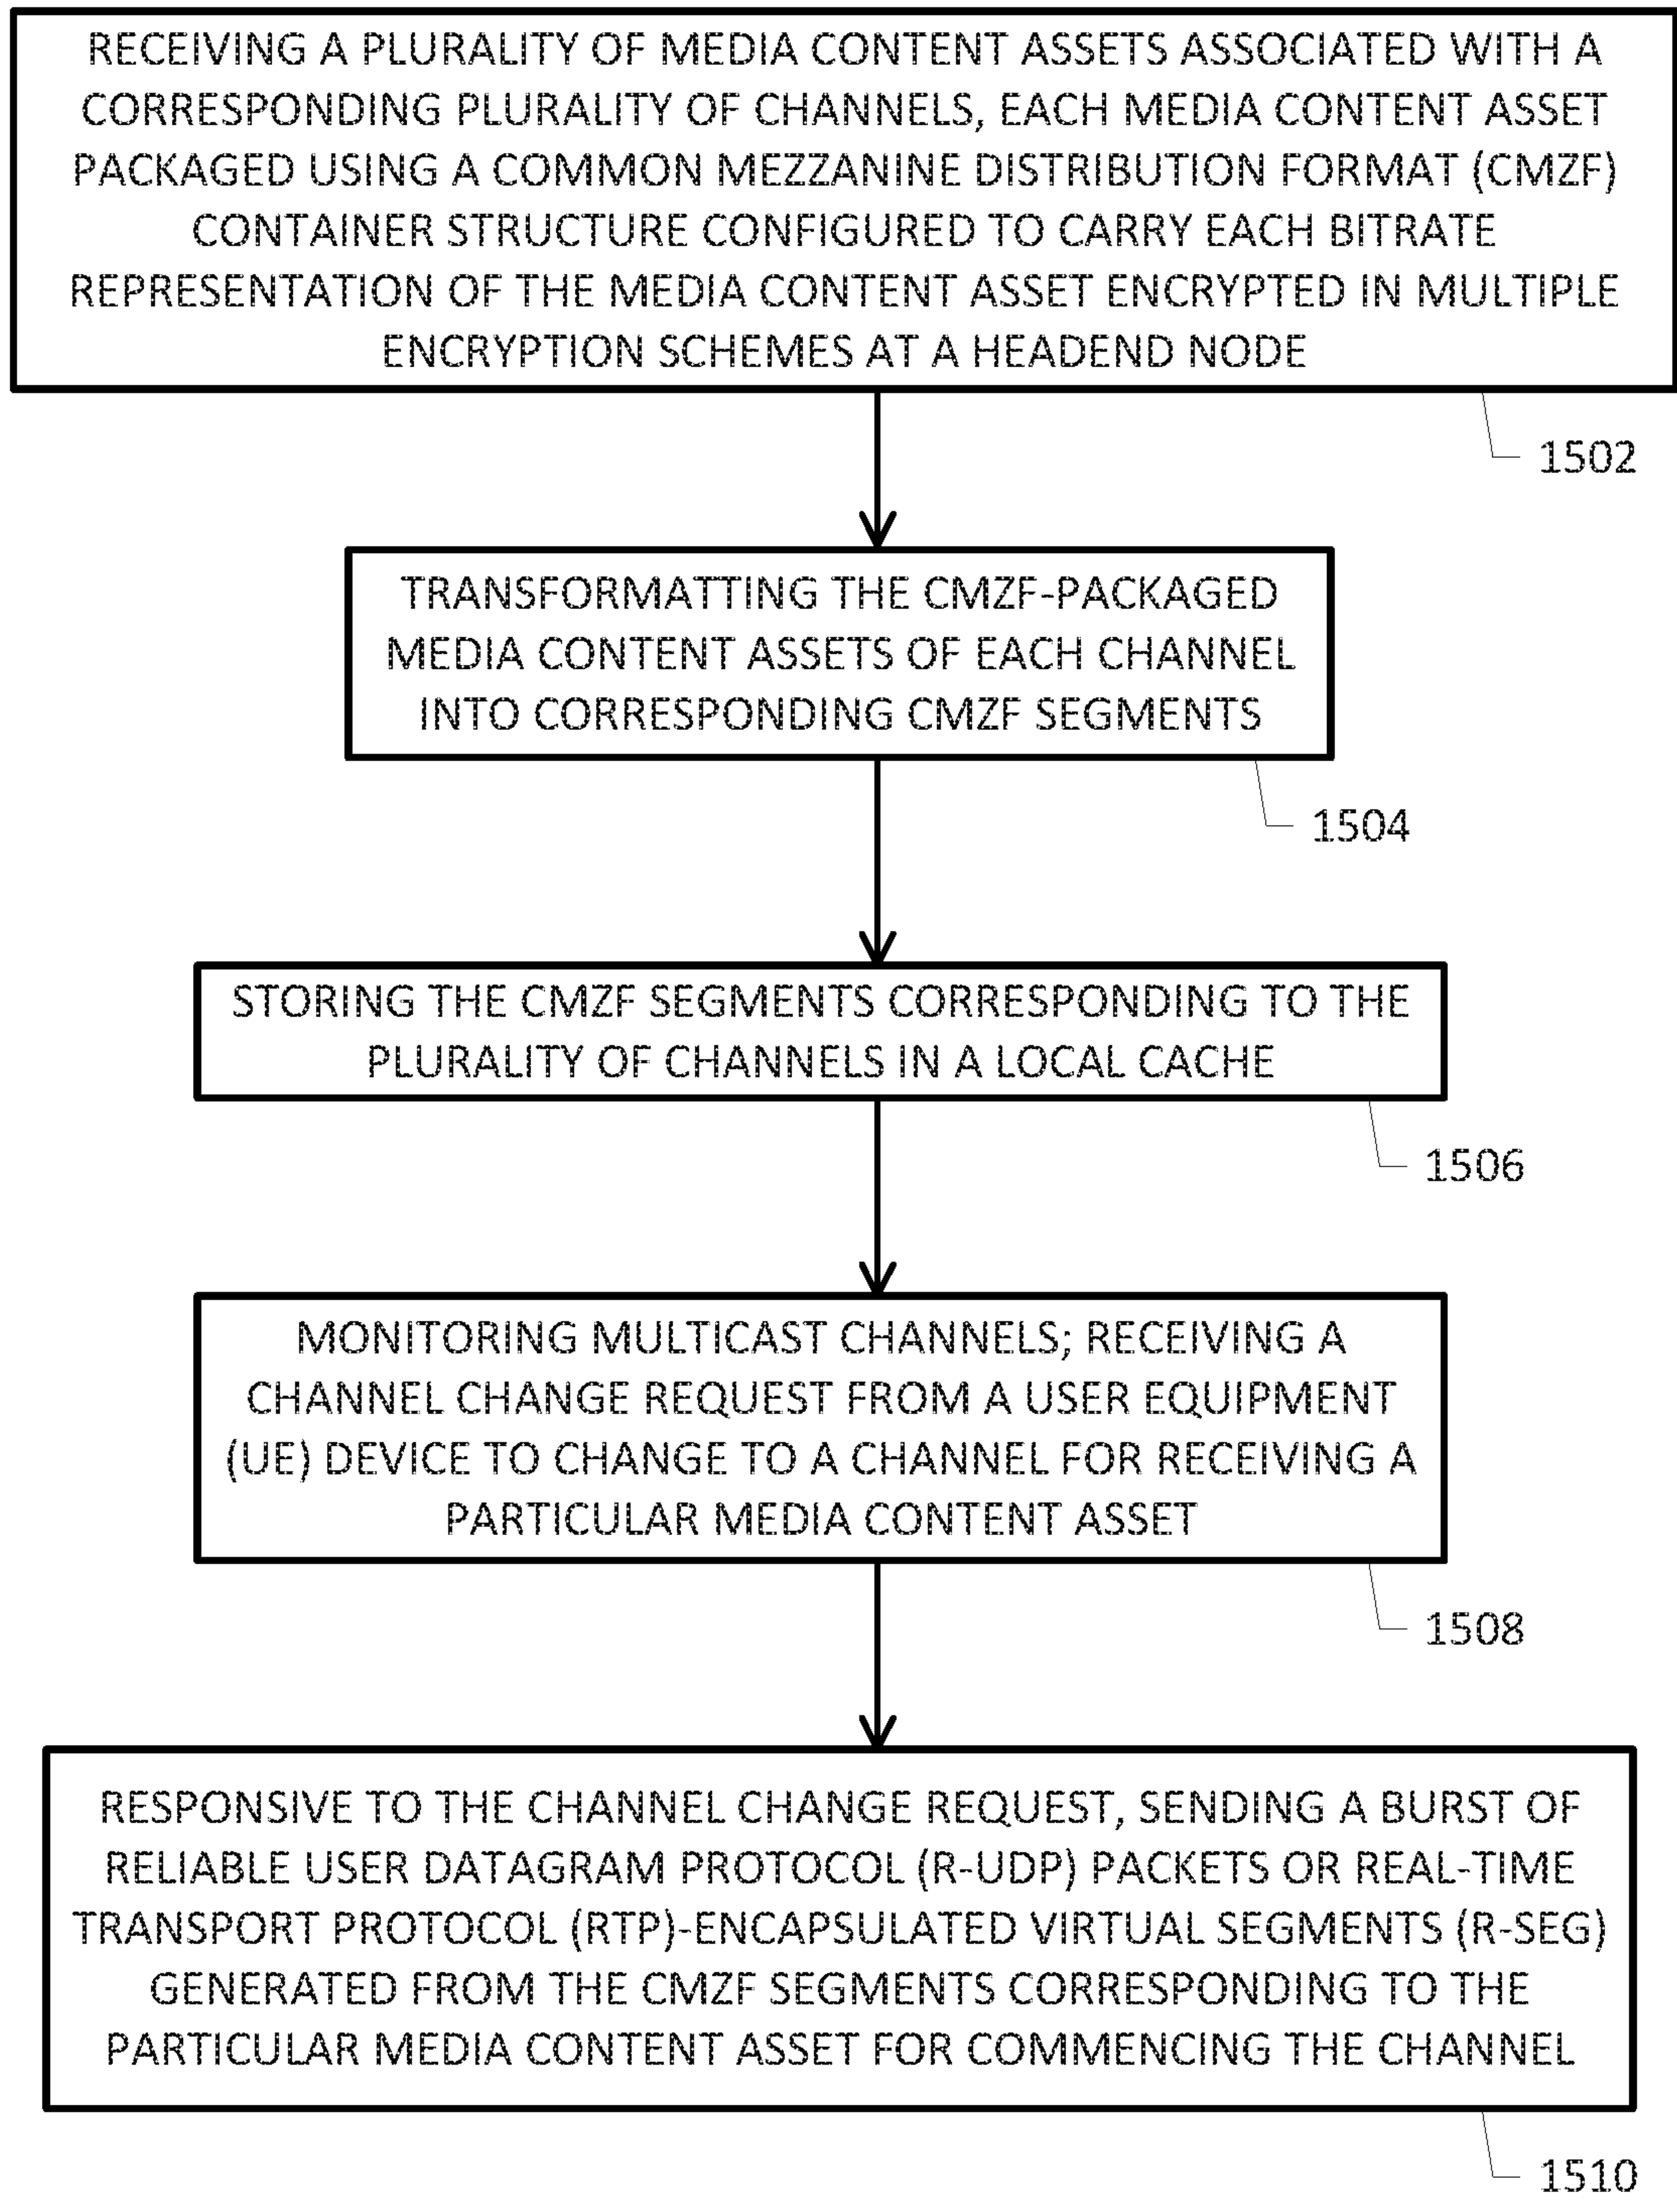 RECEIVING A PLURALITY OF MEDIA CONTENT ASSETS ASSOCIATED WITH A
CORRESPONDING PLURALITY OF CHANNELS, EACH MEDIA CONTENT ASSET
PACKAGED USING A COMMON MEZZANINE DISTRIBUTION FORMAT (CMZF)
CONTAINER STRUCTURE CONFIGURED TO CARRY EACH BITRATE
REPRESENTATION OF THE MEDIA CONTENT ASSET ENCRYPTED IN MULTIPLE
ENCRYPTION SCHEMES AT A HEADEND NODE
1502
TRANSFORMATTING THE CMZF-PACKAGED
MEDIA CONTENT ASSETS OF EACH CHANNEL
INTO CORRESPONDING CMZF SEGMENTS
1504
STORING THE CMZF SEGMENTS CORRESPONDING TO THE
PLURALITY OF CHANNELS IN A LOCAL CACHE
1506
MONITORING MULTICAST CHANNELS; RECEIVING A
CHANNEL CHANGE REQUEST FROM A USER EQUIPMENT
(UE) DEVICE TO CHANGE TO A CHANNEL FOR RECEIVING A
PARTICULAR MEDIA CONTENT ASSET
1508
RESPONSIVE TO THE CHANNEL CHANGE REQUEST, SENDING A BURST OF
RELIABLE USER DATAGRAM PROTOCOL (R-UDP) PACKETS OR REAL-TIME
TRANSPORT PROTOCOL (RTP)-ENCAPSULATED VIRTUAL SEGMENTS (R-SEG)
GENERATED FROM THE CMZF SEGMENTS CORRESPONDING TO THE
PARTICULAR MEDIA CONTENT ASSET FOR COMMENCING THE CHANNEL
1510